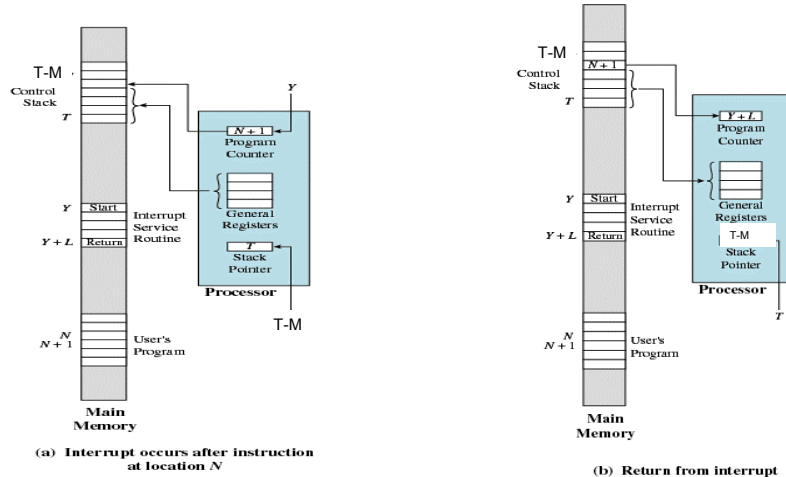 T-M
Control
Stack
T
Y
N + 1
Program
Counter
General
Registers
Y
Start
Interrupt
Service
Routine
Y + L
Return
T
Stack
Pointer
Processor
T-M
N
N + 1
User's
Program
Main
Memory
(a) Interrupt occurs after instruction
at location N
T-M
N + 1
Control
Stack
T
Y + L
Program
Counter
General
Registers
Y
Start
Interrupt
Service
Routine
Y + L
Return
T-M
Stack
Pointer
Processor
T
N
N + 1
User's
Program
Main
Memory
(b) Return from interrupt